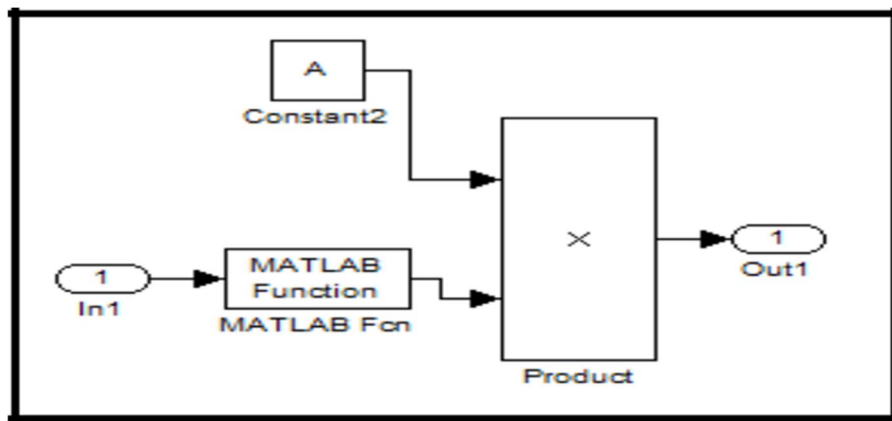 A
Constant2
1
In1
MATLAB
Function
MATLAB Fcn
×
Product
1
Out1